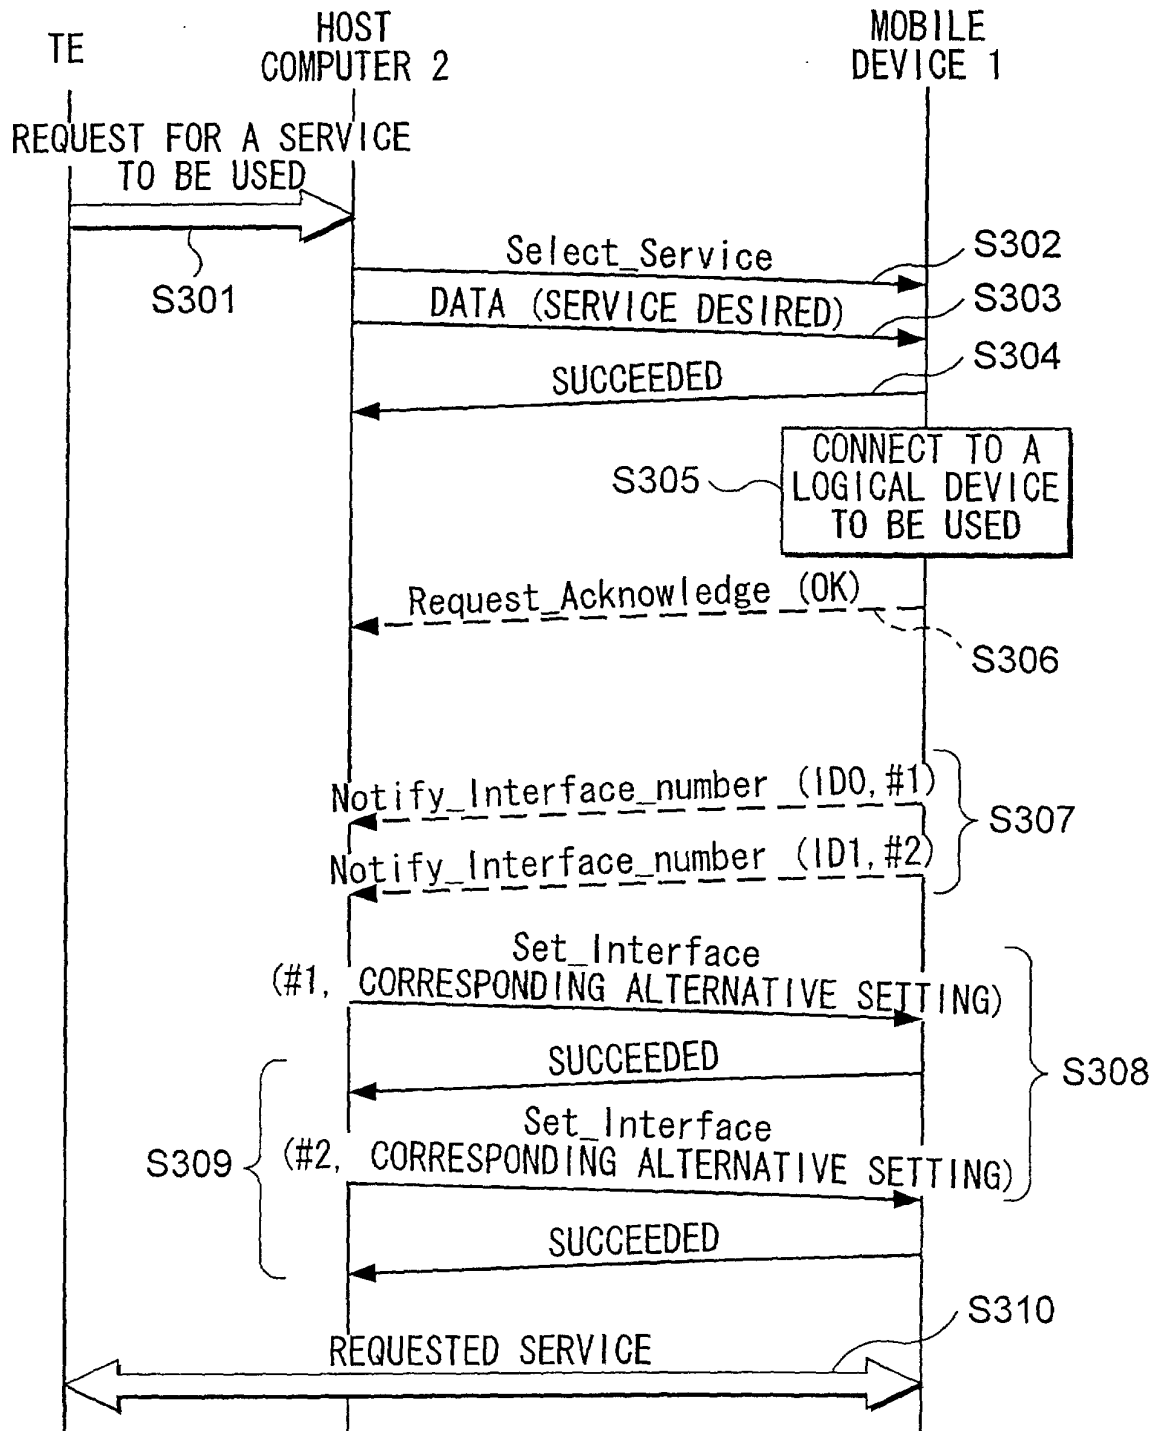 TE
HOST
COMPUTER 2
MOBILE
DEVICE 1
REQUEST FOR A SERVICE
TO BE USED
S301
Select_Service
S302
DATA (SERVICE DESIRED)
S303
SUCCEEDED
S304
CONNECT TO A
LOGICAL DEVICE
TO BE USED
S305
Request_Acknowledge (OK)
S306
Notify_Interface_number (ID0, #1)
S307
Notify_Interface_number (ID1, #2)
Set_Interface
(#1, CORRESPONDING ALTERNATIVE SETTING)
SUCCEEDED
S308
Set_Interface
S309
(#2, CORRESPONDING ALTERNATIVE SETTING)
SUCCEEDED
S310
REQUESTED SERVICE